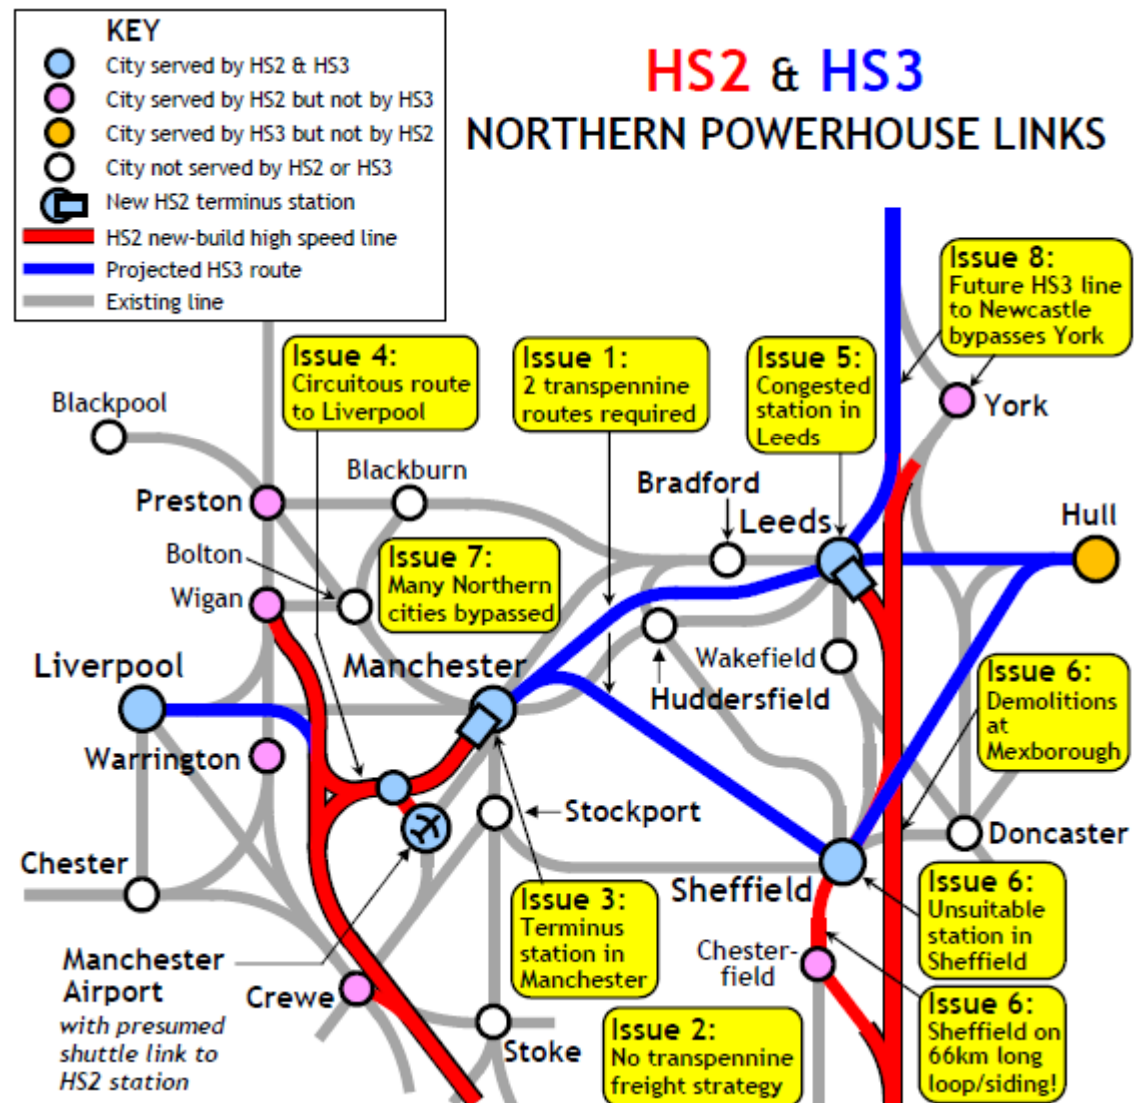 KEY
City served by HS2 & HS3
City served by HS2 but not by HS3
City served by HS3 but not by HS2
City not served by HS2 or HS3
New HS2 terminus station
HS2 new-build high speed line
Projected HS3 route
Existing line
HS2 & HS3
NORTHERN POWERHOUSE LINKS
Issue 8:
Future HS3 line
to Newcastle
bypasses York
Issue 4:
Circuitous route
to Liverpool
Issue 1:
2 transpennine
routes required
Issue 5:
Congested
station in
Leeds
Blackpool
York
Blackburn
Preston
Bradford
Leeds
Hull
Bolton
Issue 7:
Many Northern
cities bypassed
Wigan
Liverpool
Manchester
Wakefield
Huddersfield
Issue 6:
Demolitions
at
Mexborough
Warrington
Stockport
Doncaster
Chester
Sheffield
Issue 3:
Terminus
station in
Manchester
Issue 6:
Unsuitable
station in
Sheffield
Chester-
field
Manchester
Airport
with presumed
shuttle link to
HS2 station
Crewe
Stoke
Issue 2:
No transpennine
freight strategy
Issue 6:
Sheffield on
66km long
loop/siding!